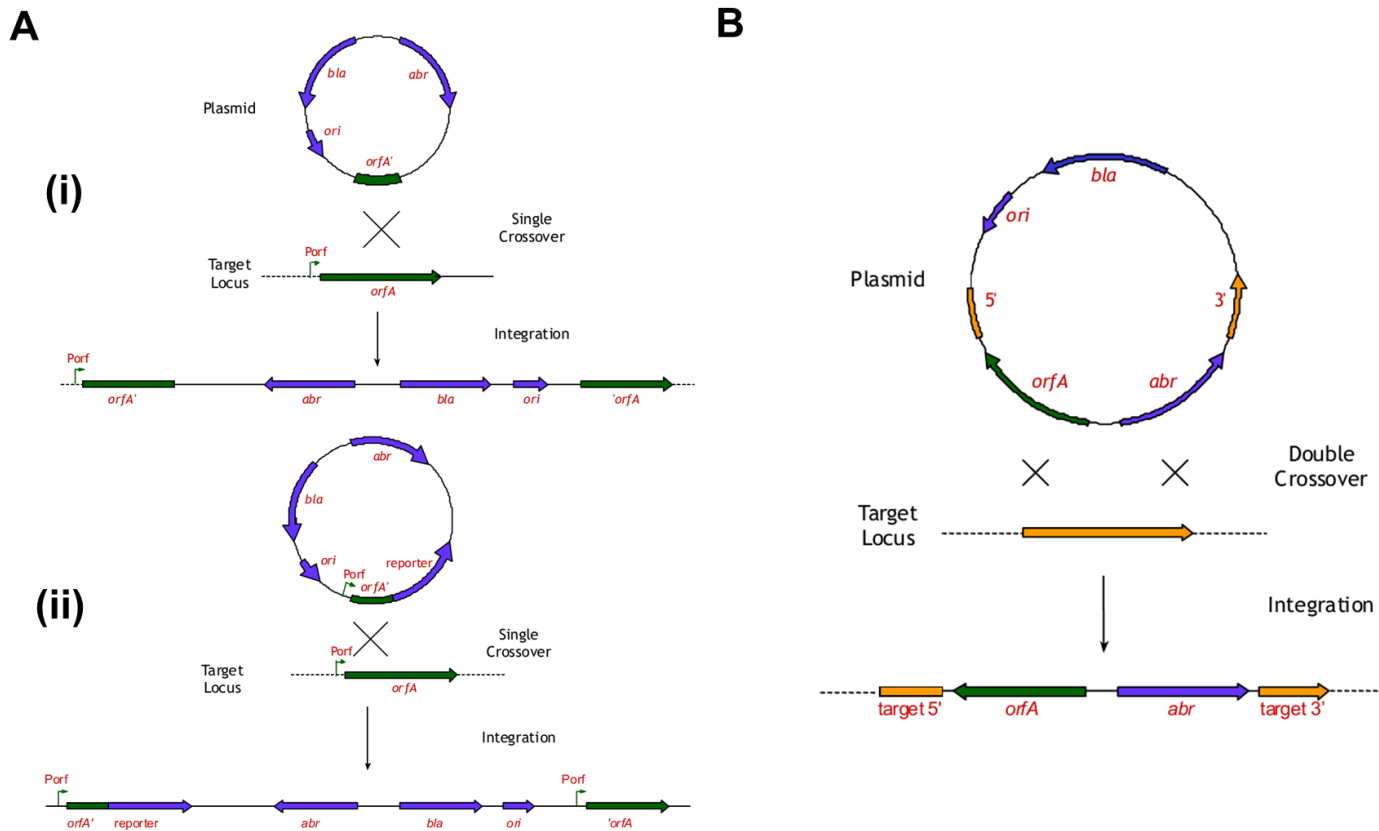 A
bla
abr
Plasmid
ori
orfA'
(i)
Single
Crossover
Porf
Target
Locus
orfA
Integration
Porf
orfA'
abr
bla
ori
'orfA
abr
bla
ori
Porf
orfA'
reporter
(ii)
Single
Crossover
Porf
Target
Locus
orfA
Integration
Porf
Porf
orfA'
reporter
abr
bla
ori
'orfA
B
bla
ori
Plasmid
5'
3'
orfA
abr
Double
Crossover
Target
Locus
Integration
target 5'
orfA
abr
target 3'